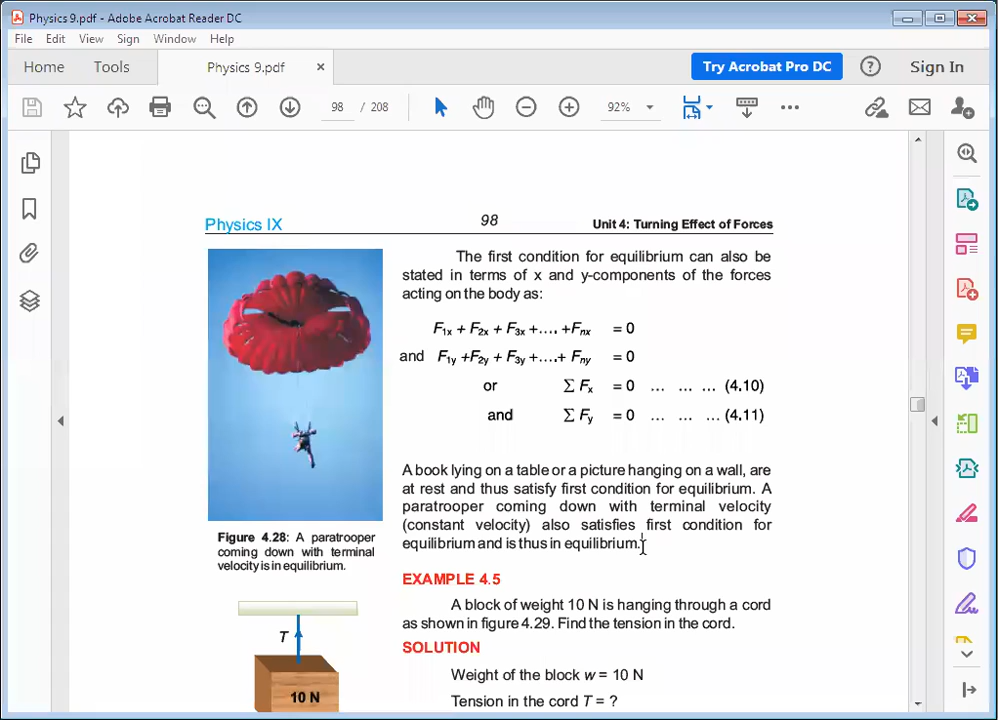 Physics 9.pdf - Adobe Acrobat Reader DC
File Edit View Sign Window Help
Home Tools Physics 9.pdf × Try Acrobat Pro DC ? Sign In
98 / 208 92%
Physics IX 98 Unit 4: Turning Effect of Forces
The first condition for equilibrium can also be
stated in terms of x and y-components of the forces
acting on the body as:
F1x + F2x + F3x +.... +Fnx = 0
and F1y +F2y + F3y +....+ Fny = 0
or ∑ Fx = 0 ... ... ... (4.10)
and ∑ Fy = 0 ... ... ... (4.11)
A book lying on a table or a picture hanging on a wall, are
at rest and thus satisfy first condition for equilibrium. A
paratrooper coming down with terminal velocity
(constant velocity) also satisfies first condition for
equilibrium and is thus in equilibrium.
Figure 4.28: A paratrooper
coming down with terminal
velocity is in equilibrium.
EXAMPLE 4.5
A block of weight 10 N is hanging through a cord
as shown in figure 4.29. Find the tension in the cord.
SOLUTION
Weight of the block w = 10 N
Tension in the cord T = ?
T
10 N